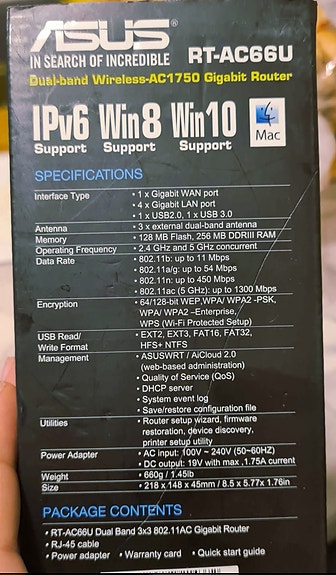 ASUS
IN SEARCH OF INCREDIBLE RT-AC66U
Dual-band Wireless-AC1750 Gigabit Router
IPv6 Win8 Win10
Support Support Support Mac
SPECIFICATIONS
Interface Type • 1 x Gigabit WAN port
• 4 x Gigabit LAN port
• 1 x USB2.0, 1 x USB 3.0
Antenna • 3 x external dual-band antenna
Memory • 128 MB Flash, 256 MB DDRIII RAM
Operating Frequency • 2.4 GHz and 5 GHz concurrent
Data Rate • 802.11b: up to 11 Mbps
• 802.11a/g: up to 54 Mbps
• 802.11n: up to 450 Mbps
• 802.11ac (5 GHz): up to 1300 Mbps
Encryption • 64/128-bit WEP,WPA/ WPA2 -PSK,
WPA/ WPA2 –Enterprise,
WPS (Wi-Fi Protected Setup)
USB Read/ • EXT2, EXT3, FAT16, FAT32,
Write Format HFS+ NTFS
Management • ASUSWRT / AiCloud 2.0
(web-based administration)
• Quality of Service (QoS)
• DHCP server
• System event log
• Save/restore configuration file
Utilities • Router setup wizard, firmware
restoration, device discovery,
printer setup utility
Power Adapter • AC input: 100V ~ 240V (50~60HZ)
• DC output: 19V with max ,1.75A current
Weight • 660g / 1.45lb
Size • 218 x 148 x 45mm / 8.5 x 5.77x 1.76in
PACKAGE CONTENTS
• RT-AC66U Dual Band 3x3 802.11AC Gigabit Router
• RJ-45 cable
• Power adapter • Warranty card • Quick start guide